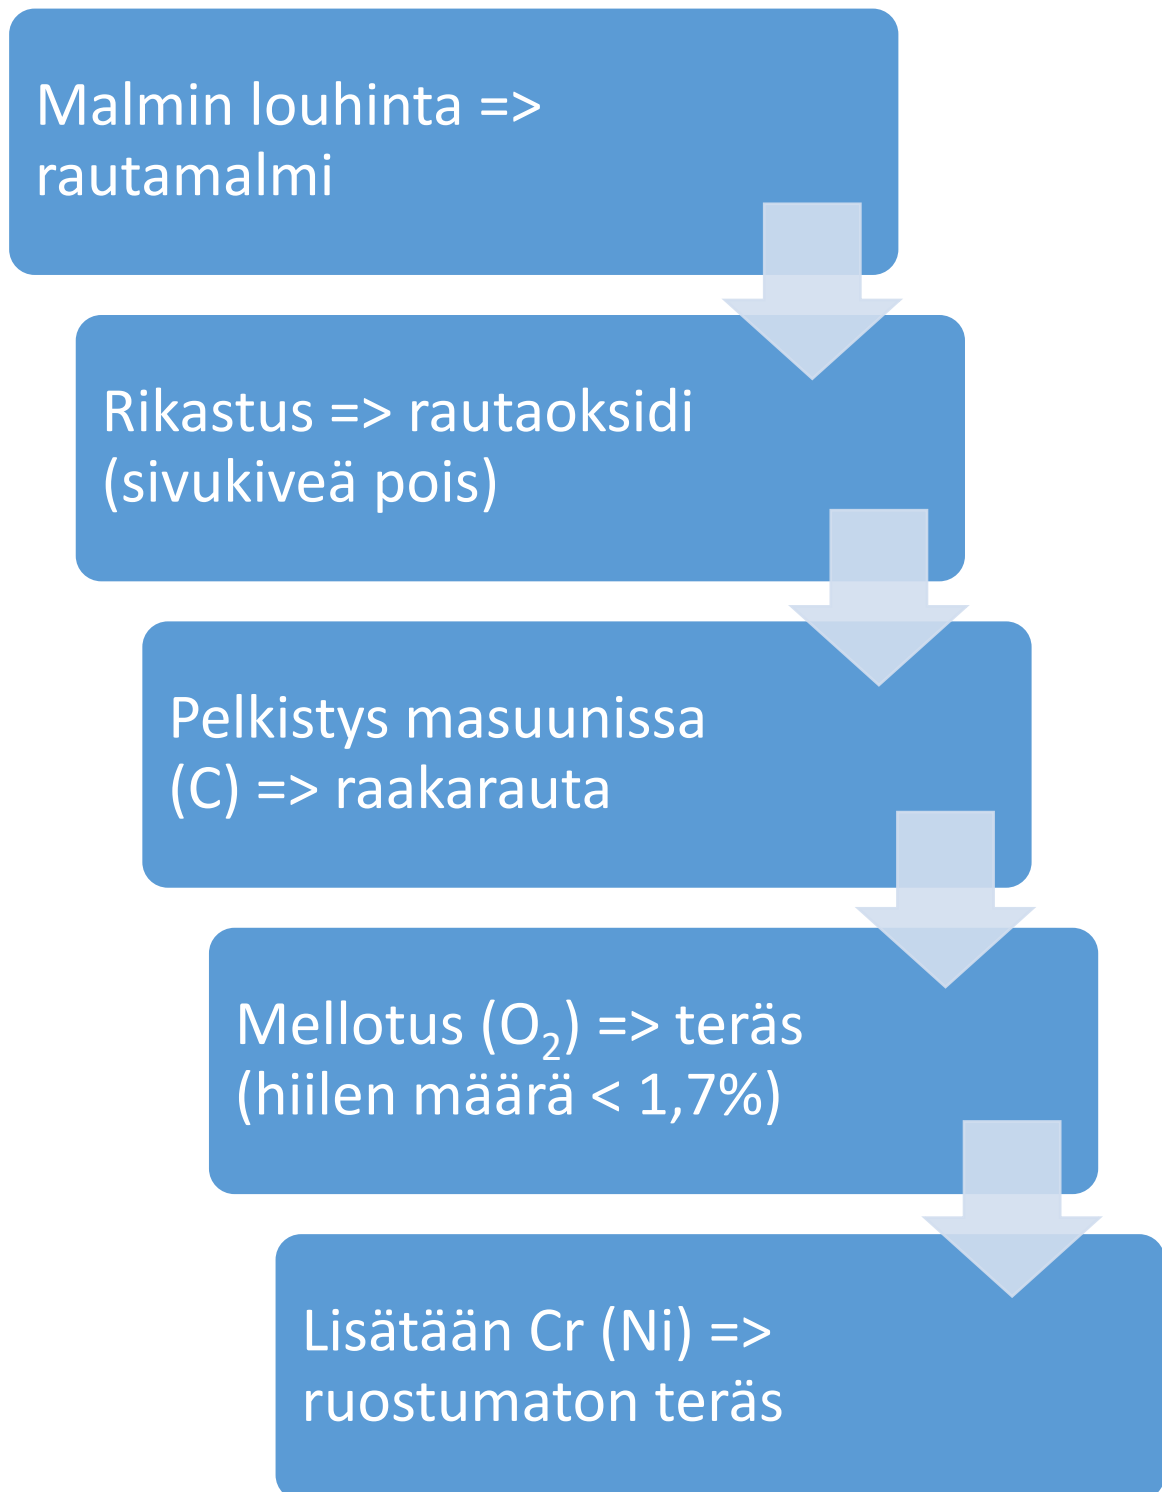 Malmin louhinta =>
rautamalmi
Rikastus => rautaoksidi
(sivukiveä pois)
Pelkistys masuunissa
(C) => raakarauta
Mellotus (O₂) => teräs
(hiilen määrä < 1,7%)
Lisätään Cr (Ni) =>
ruostumaton teräs